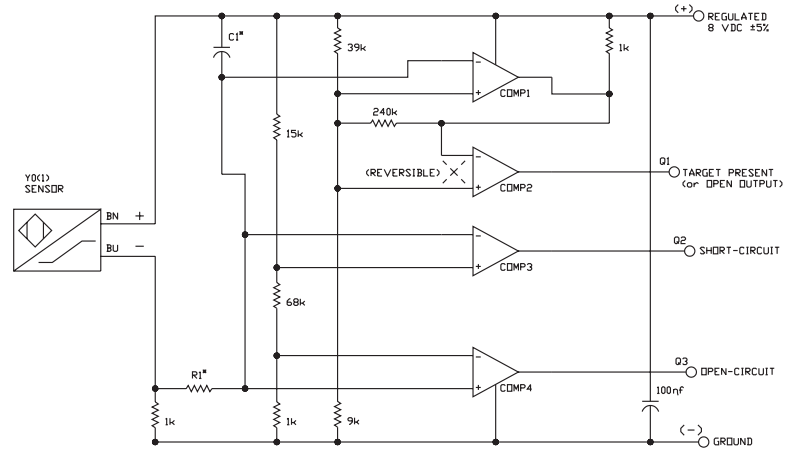 (+)
REGULATED
8 VDC ±5%
C1*
39k
1k
-
+
COMP1
240k
15k
Q1
TARGET PRESENT
(or OPEN OUTPUT)
(REVERSIBLE)
-
+
COMP2
Y0(1)
SENSOR
BN +
BU -
Q2
SHORT-CIRCUIT
-
+
COMP3
68k
Q3
OPEN-CIRCUIT
-
+
COMP4
R1*
100nf
1k
1k
9k
(-)
GROUND